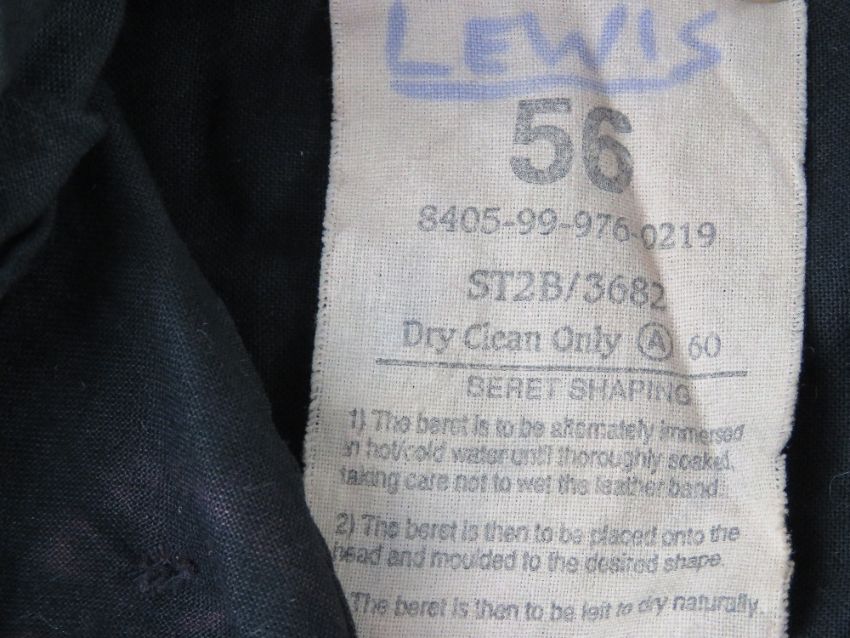 LEWIS
56
8405-99-976-0219
ST2B/3682
Dry Clean Only Ⓐ 60
BERET SHAPING
1) The beret is to be alternately immersed
in hot/cold water until thoroughly soaked,
taking care not to wet the leather band
2) The beret is then to be placed onto the
head and moulded to the desired shape.
The beret is then to be left to dry naturally.